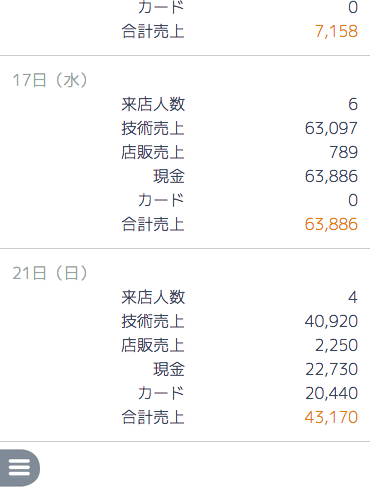 カード 0
合計売上 7,158
17日（水）
来店人数 6
技術売上 63,097
店販売上 789
現金 63,886
カード 0
合計売上 63,886
21日（日）
来店人数 4
技術売上 40,920
店販売上 2,250
現金 22,730
カード 20,440
合計売上 43,170